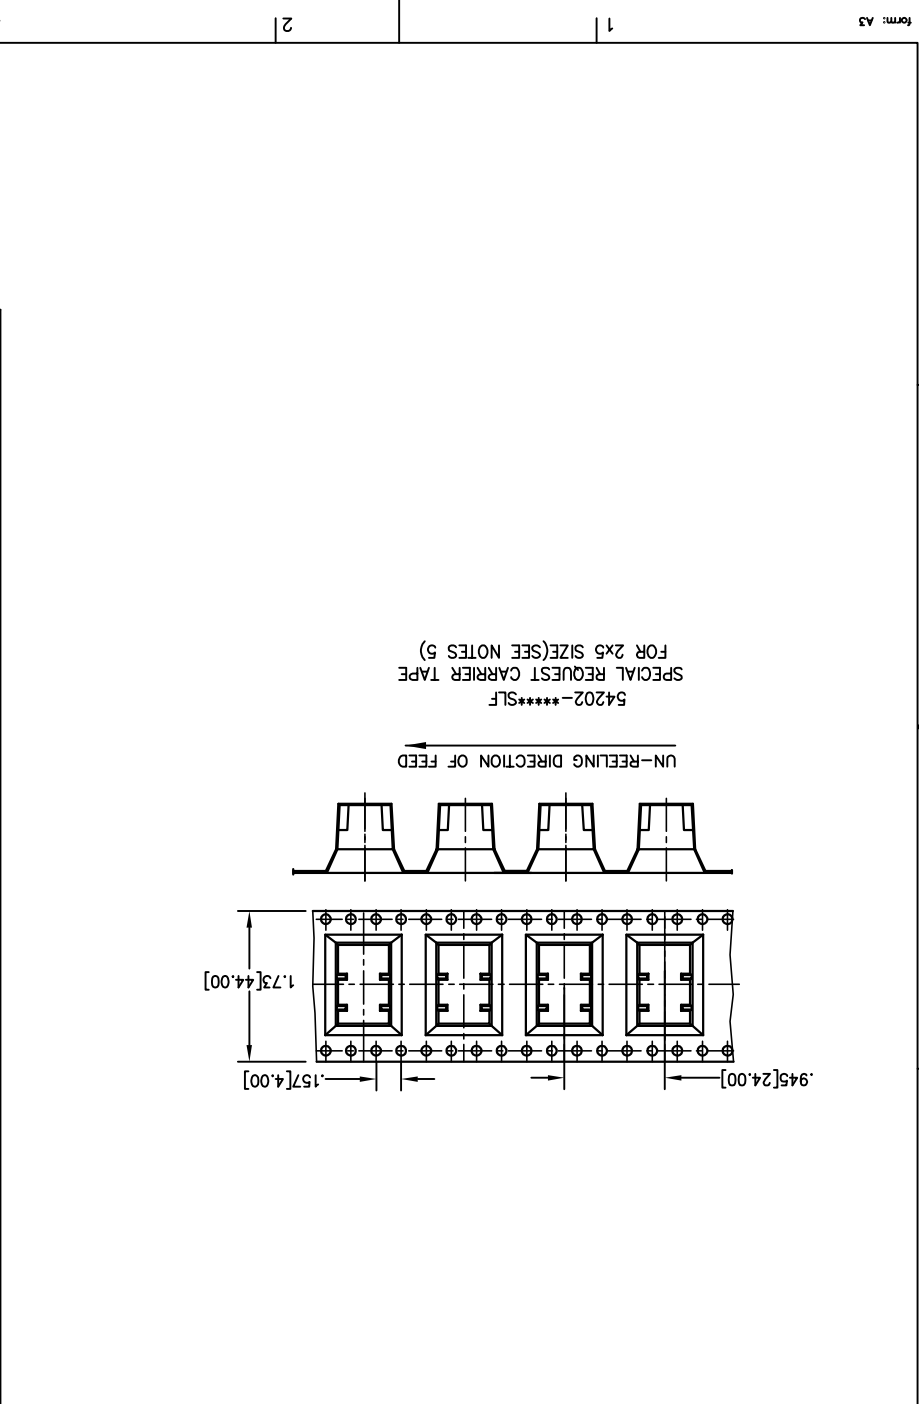 .945[24.00]
.157[4.00]
1.73[44.00]
UN-REELING DIRECTION OF FEED
54202-*****SLF
SPECIAL REQUEST CARRIER TAPE
FOR 2x5 SIZE(SEE NOTES 5)
form: A3
1
2